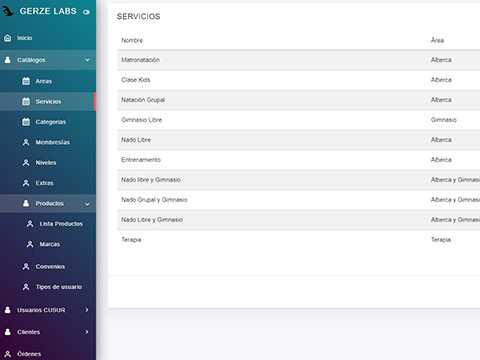 GERZE LABS
Inicio
Catálogos
Areas
Servicios
Categorías
Membresías
Niveles
Extras
Productos
Lista Productos
Marcas
Convenios
Tipos de usuario
Usuarios CUSUR
Clientes
Órdenes
SERVICIOS
Nombre Área
Matronatación Alberca
Clase Kids Alberca
Natación Grupal Alberca
Gimnasio Libre Gimnasio
Nado Libre Alberca
Entrenamiento Alberca
Nado libre y Gimnasio Alberca y Gimnasi
Nado Grupal y Gimnasio Alberca y Gimnasi
Nado Libre y Gimnasio Alberca y Gimnasi
Terapia Terapia